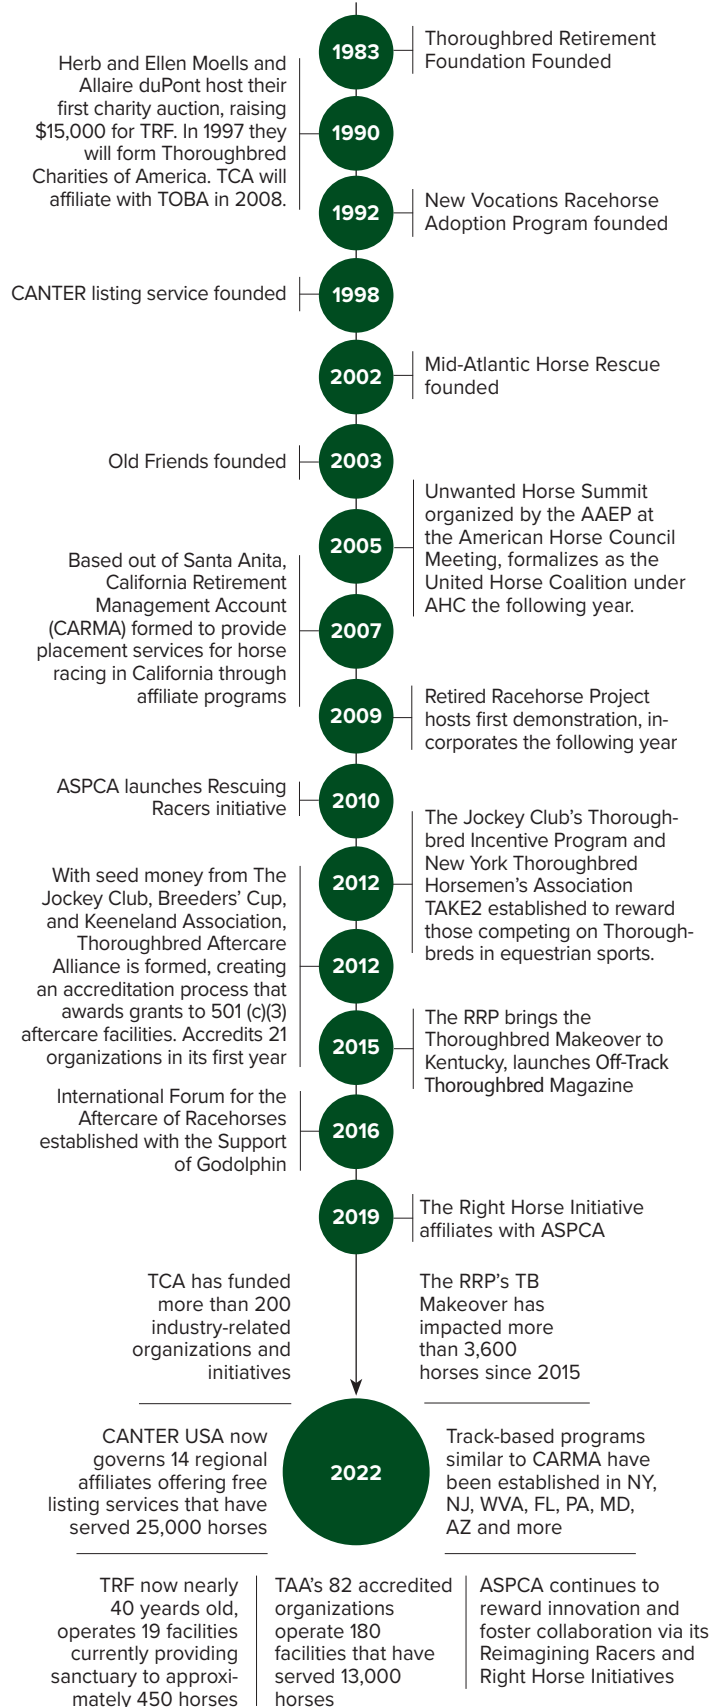 1983
Thoroughbred Retirement
Foundation Founded
Herb and Ellen Moells and
Allaire duPont host their
first charity auction, raising
$15,000 for TRF. In 1997 they
will form Thoroughbred
Charities of America. TCA will
affiliate with TOBA in 2008.
1990
1992
New Vocations Racehorse
Adoption Program founded
CANTER listing service founded
1998
2002
Mid-Atlantic Horse Rescue
founded
Old Friends founded
2003
2005
Unwanted Horse Summit
organized by the AAEP at
the American Horse Council
Meeting, formalizes as the
United Horse Coalition under
AHC the following year.
Based out of Santa Anita,
California Retirement
Management Account
(CARMA) formed to provide
placement services for horse
racing in California through
affiliate programs
2007
2009
Retired Racehorse Project
hosts first demonstration, in-
corporates the following year
ASPCA launches Rescuing
Racers initiative
2010
2012
The Jockey Club's Thorough-
bred Incentive Program and
New York Thoroughbred
Horsemen's Association
TAKE2 established to reward
those competing on Thorough-
breds in equestrian sports.
With seed money from The
Jockey Club, Breeders' Cup,
and Keeneland Association,
Thoroughbred Aftercare
Alliance is formed, creating
an accreditation process that
awards grants to 501 (c)(3)
aftercare facilities. Accredits 21
organizations in its first year
2012
2015
The RRP brings the
Thoroughbred Makeover to
Kentucky, launches Off-Track
Thoroughbred Magazine
International Forum for the
Aftercare of Racehorses
established with the Support
of Godolphin
2016
2019
The Right Horse Initiative
affiliates with ASPCA
TCA has funded
more than 200
industry-related
organizations and
initiatives
The RRP's TB
Makeover has
impacted more
than 3,600
horses since 2015
CANTER USA now
governs 14 regional
affiliates offering free
listing services that have
served 25,000 horses
2022
Track-based programs
similar to CARMA have
been established in NY,
NJ, WVA, FL, PA, MD,
AZ and more
TRF now nearly
40 yeards old,
operates 19 facilities
currently providing
sanctuary to approxi-
mately 450 horses
TAA's 82 accredited
organizations
operate 180
facilities that have
served 13,000
horses
ASPCA continues to
reward innovation and
foster collaboration via its
Reimagining Racers and
Right Horse Initiatives